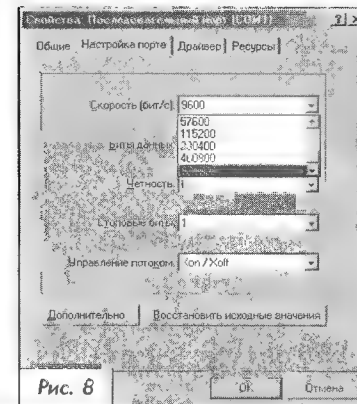 Свойства: Последовательный порт (COM1) ? x
Общие Настройка порта Драйвер Ресурсы
Скорость (бит/с): 9600
57600
115200
230400
460800
Биты данных:
Четность:
Стоповые биты: 1
Управление потоком: Xon / Xoff
Дополнительно Восстановить исходные значения
Рис. 8
OK Отмена